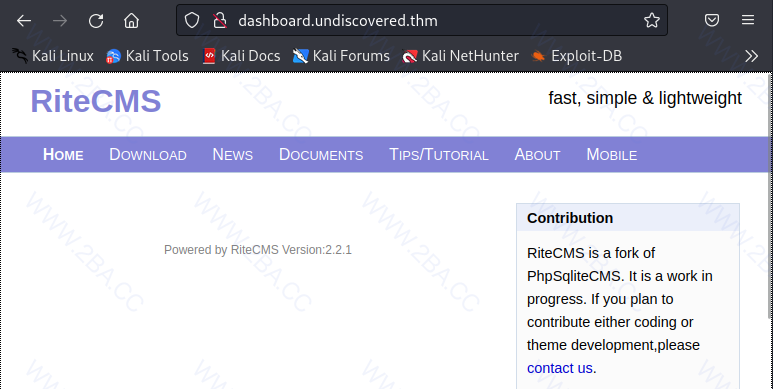 dashboard.undiscovered.thm
Kali Linux Kali Tools Kali Docs Kali Forums Kali NetHunter Exploit-DB
RiteCMS
fast, simple & lightweight
Home Download News Documents Tips/Tutorial About Mobile
Contribution
Powered by RiteCMS Version:2.2.1
RiteCMS is a fork of
PhpSqliteCMS. It is a work in
progress. If you plan to
contribute either coding or
theme development,please
contact us.
WWW.2BA.CC